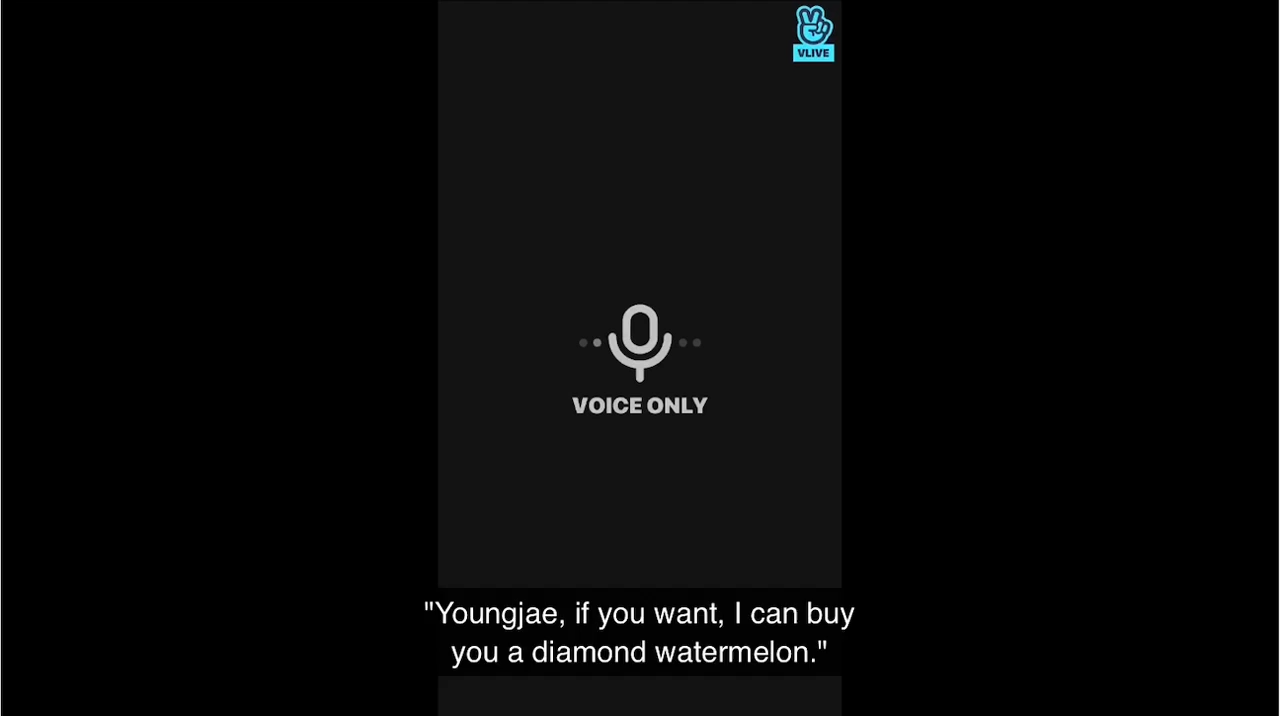 VLIVE
VOICE ONLY
"Youngjae, if you want, I can buy
you a diamond watermelon."